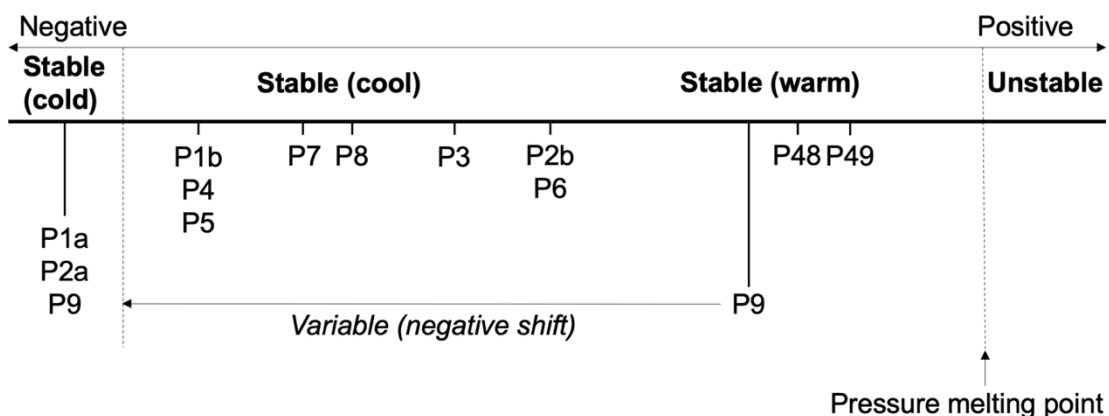 Negative Positive
Stable (cold) Stable (cool) Stable (warm) Unstable
P1b P7 P8 P3 P2b P48 P49
P4 P6
P5
P1a
P2a
P9 P9
Variable (negative shift)
Pressure melting point